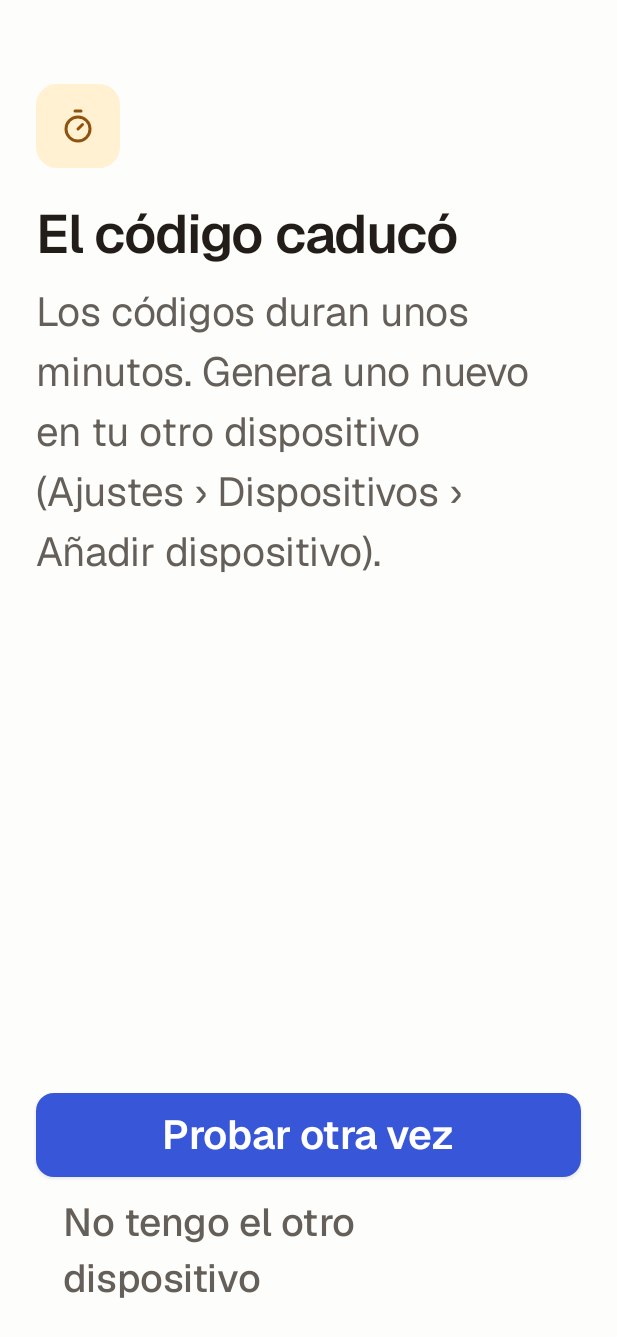 El código caducó
Los códigos duran unos
minutos. Genera uno nuevo
en tu otro dispositivo
(Ajustes › Dispositivos ›
Añadir dispositivo).
Probar otra vez
No tengo el otro
dispositivo